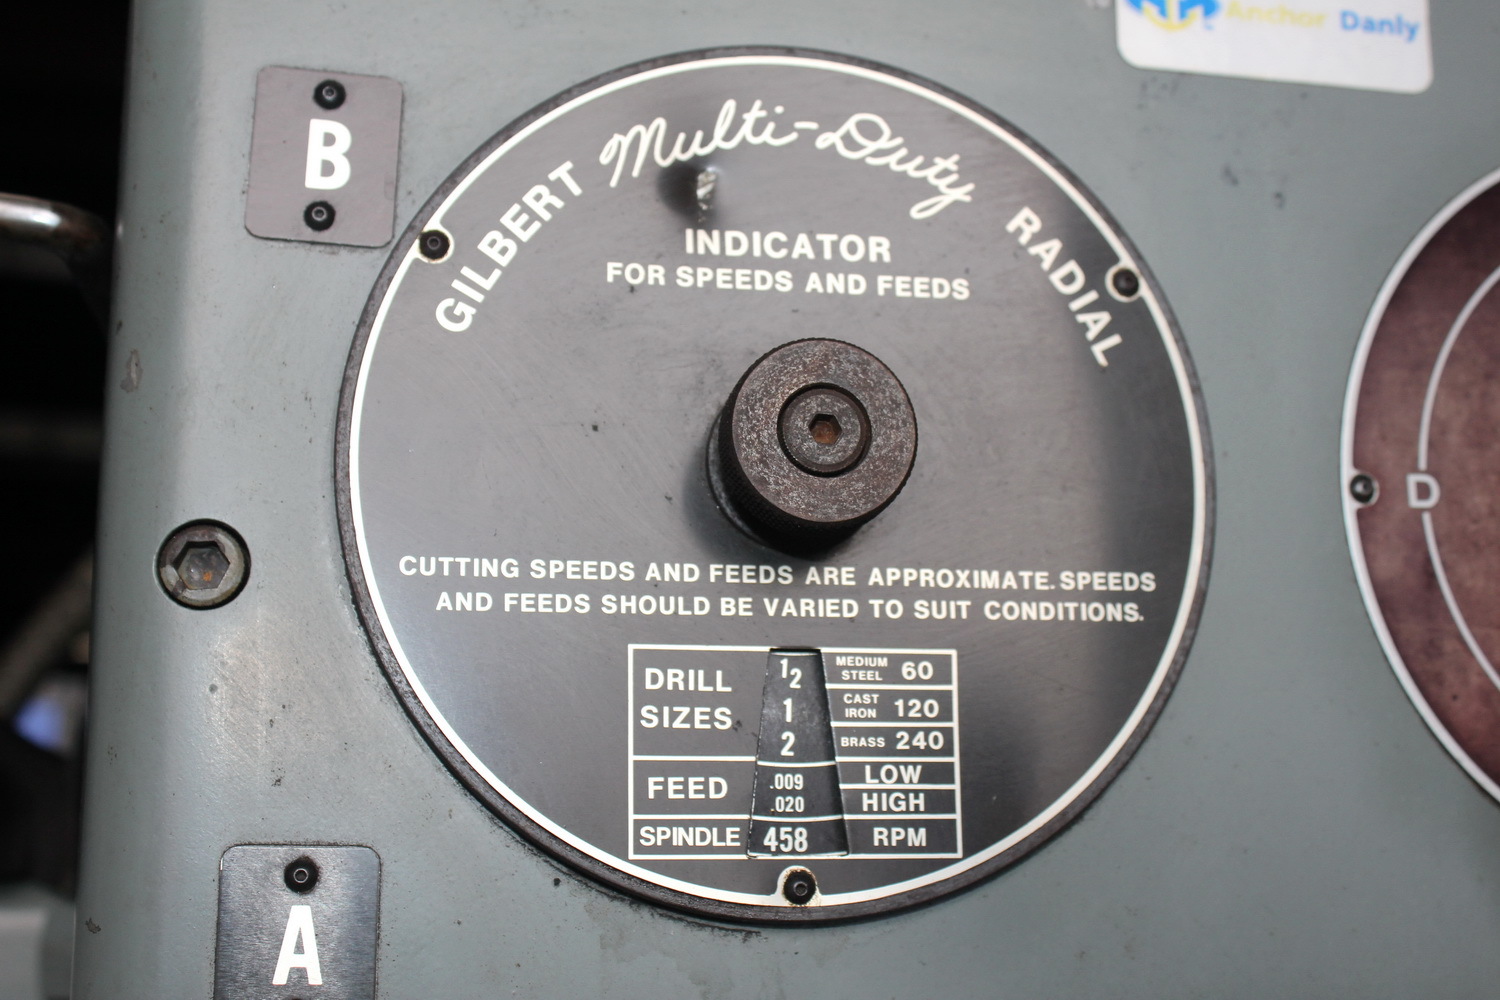 Anchor Danly
B
GILBERT Multi-Duty RADIAL
INDICATOR
FOR SPEEDS AND FEEDS
D
CUTTING SPEEDS AND FEEDS ARE APPROXIMATE. SPEEDS
AND FEEDS SHOULD BE VARIED TO SUIT CONDITIONS.
DRILL SIZES
1/2
MEDIUM STEEL 60
1
CAST IRON 120
2
BRASS 240
FEED
.009
LOW
.020
HIGH
SPINDLE 458 RPM
A